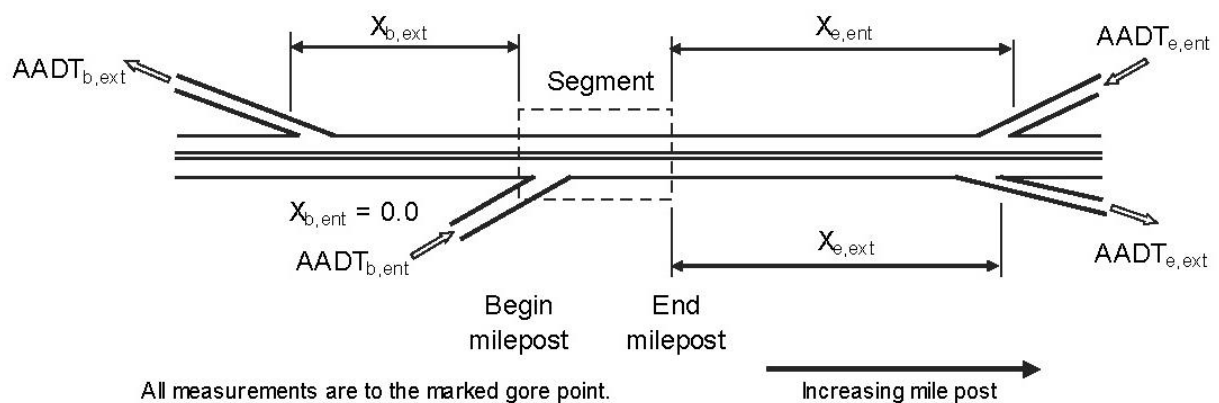 X_b,ext
X_e,ent
AADT_e,ent
AADT_b,ext
Segment
X_b,ent = 0.0
AADT_b,ent
X_e,ext
AADT_e,ext
Begin
milepost
End
milepost
All measurements are to the marked gore point.
Increasing mile post